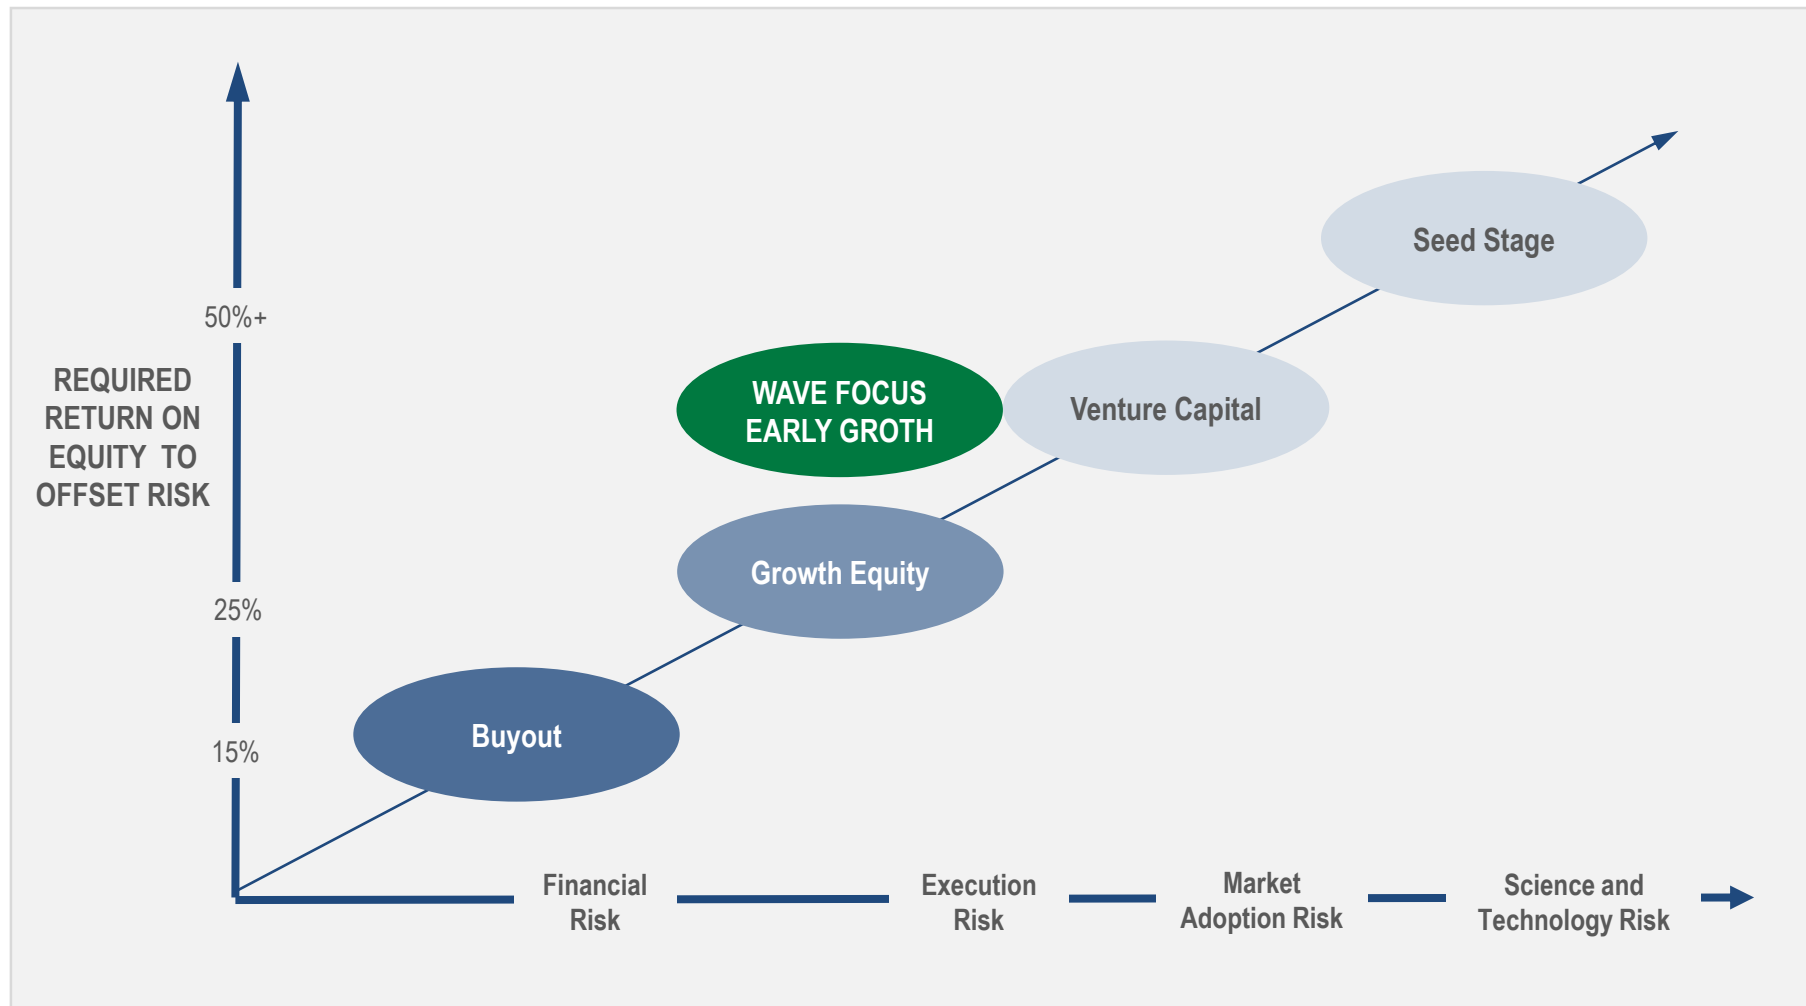 Seed Stage
50%+
REQUIRED
RETURN ON
EQUITY TO
OFFSET RISK
WAVE FOCUS
EARLY GROTH
Venture Capital
Growth Equity
25%
Buyout
15%
Financial
Risk
Execution
Risk
Market
Adoption Risk
Science and
Technology Risk